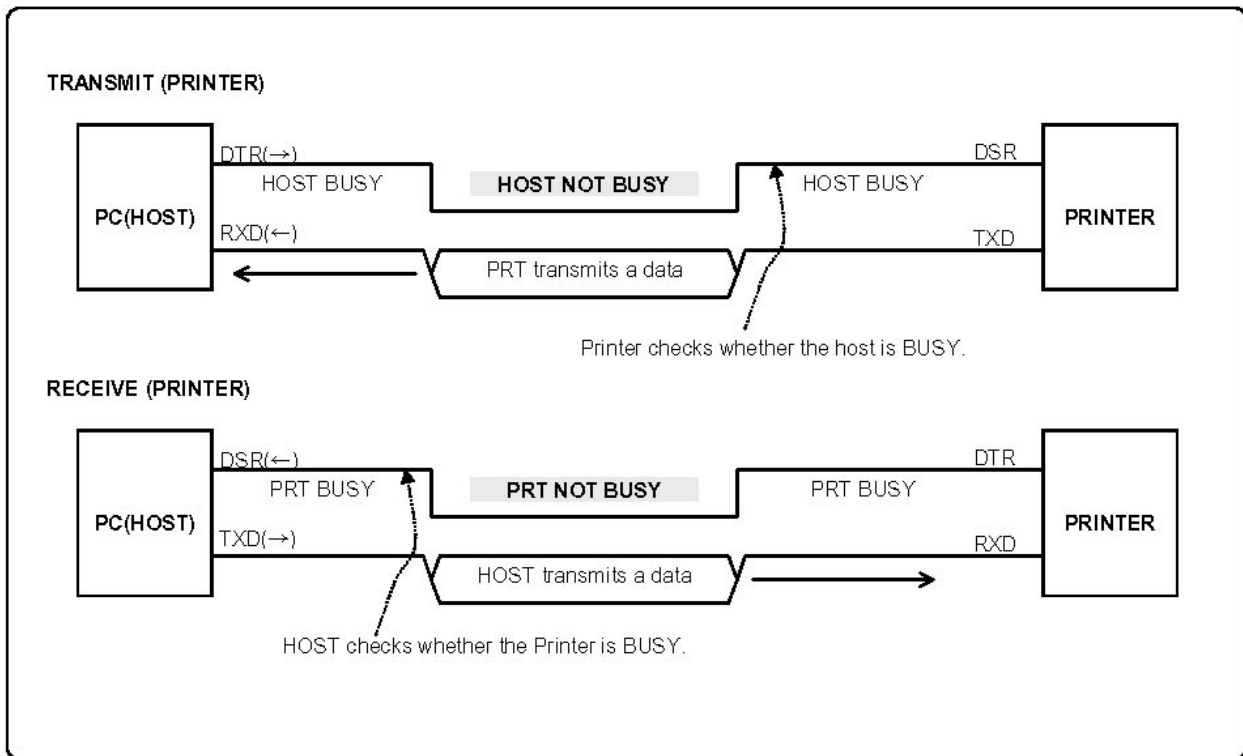 TRANSMIT (PRINTER)
DTR(→)
DSR
HOST BUSY
HOST NOT BUSY
HOST BUSY
PC(HOST)
PRINTER
RXD(←)
TXD
PRT transmits a data
Printer checks whether the host is BUSY.
RECEIVE (PRINTER)
DSR(←)
DTR
PRT BUSY
PRT NOT BUSY
PRT BUSY
PC(HOST)
PRINTER
TXD(→)
RXD
HOST transmits a data
HOST checks whether the Printer is BUSY.